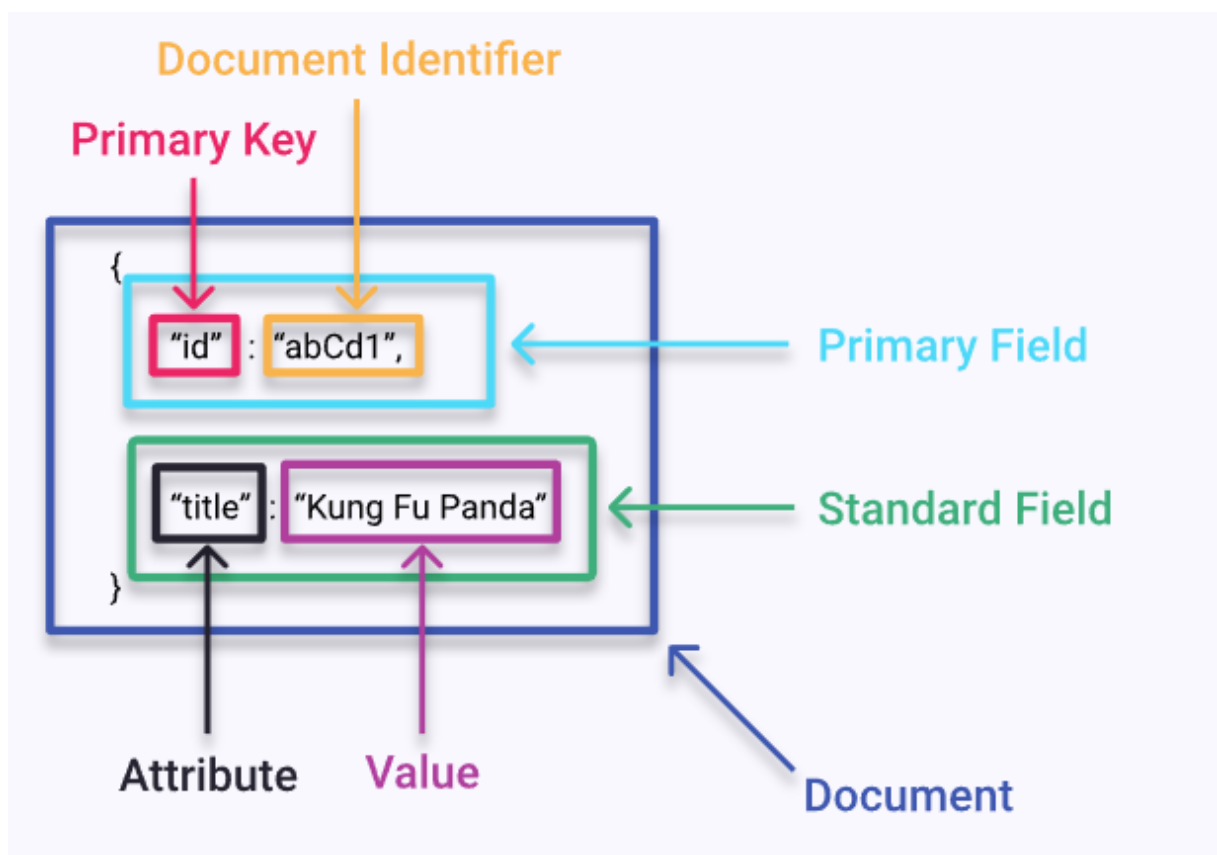 Document Identifier
Primary Key
{
“id” : “abCd1”,
Primary Field
“title” : “Kung Fu Panda”
Standard Field
}
Attribute
Value
Document